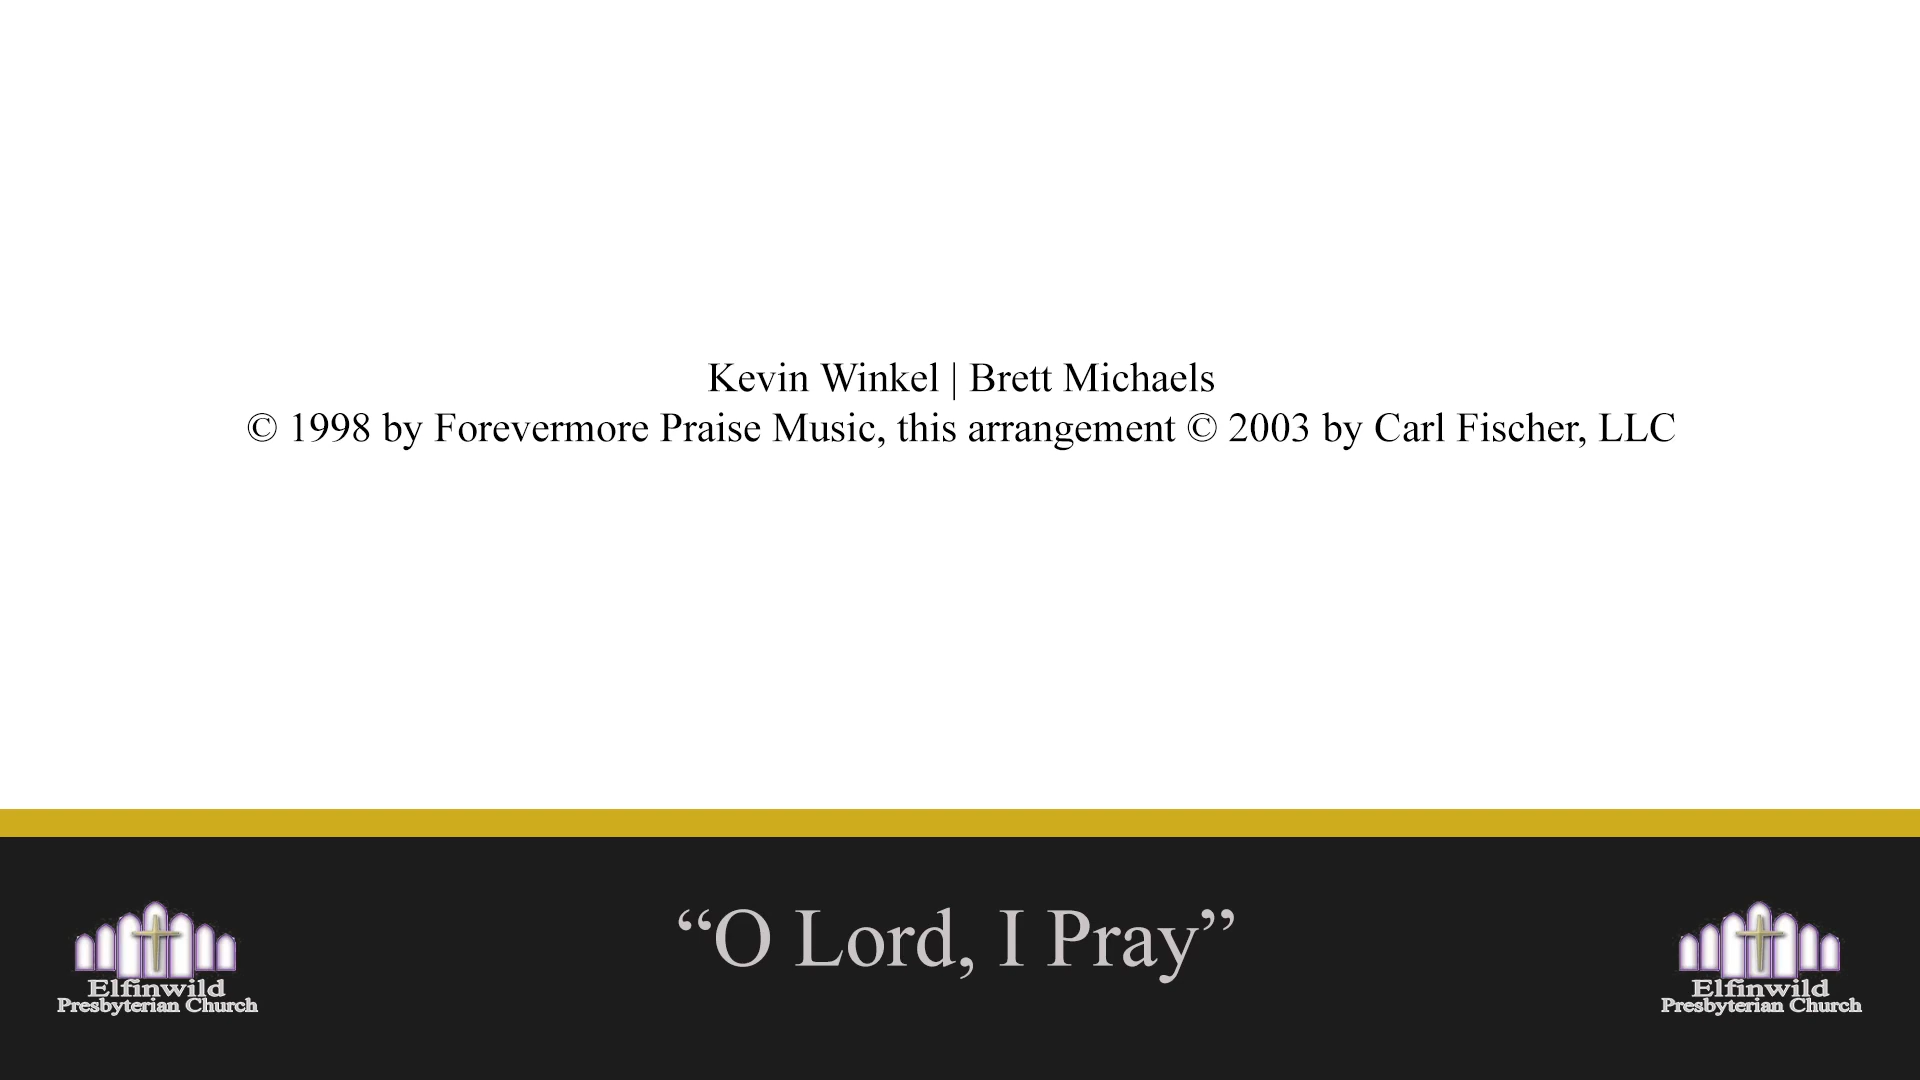 Kevin Winkel | Brett Michaels
© 1998 by Forevermore Praise Music, this arrangement © 2003 by Carl Fischer, LLC
“O Lord, I Pray”
Elfinwild
Presbyterian Church
Elfinwild
Presbyterian Church